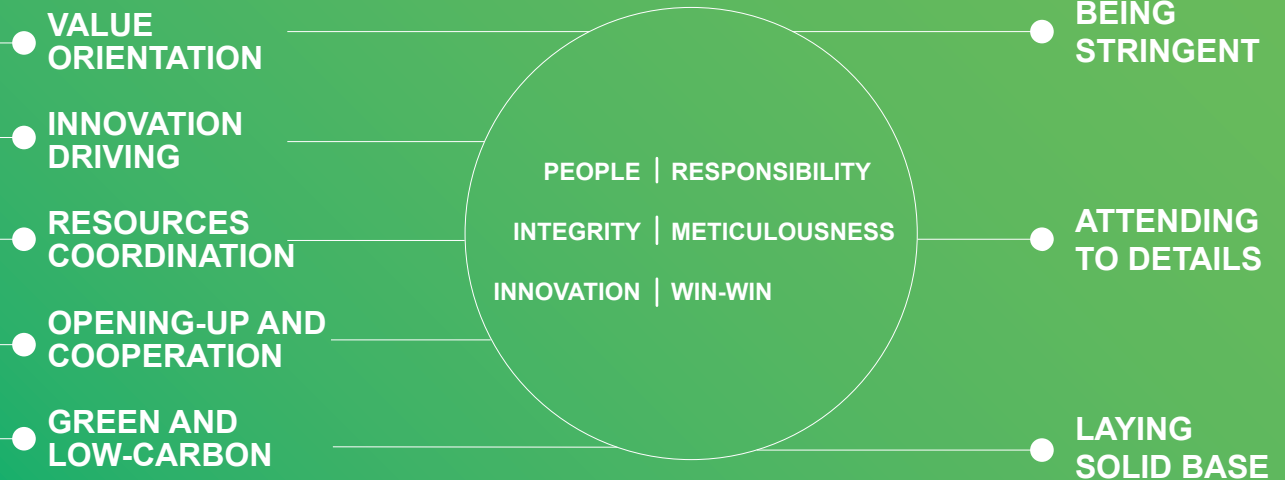 VALUE
ORIENTATION
INNOVATION
DRIVING
RESOURCES
COORDINATION
OPENING-UP AND
COOPERATION
GREEN AND
LOW-CARBON
PEOPLE | RESPONSIBILITY
INTEGRITY | METICULOUSNESS
INNOVATION | WIN-WIN
BEING
STRINGENT
ATTENDING
TO DETAILS
LAYING
SOLID BASE